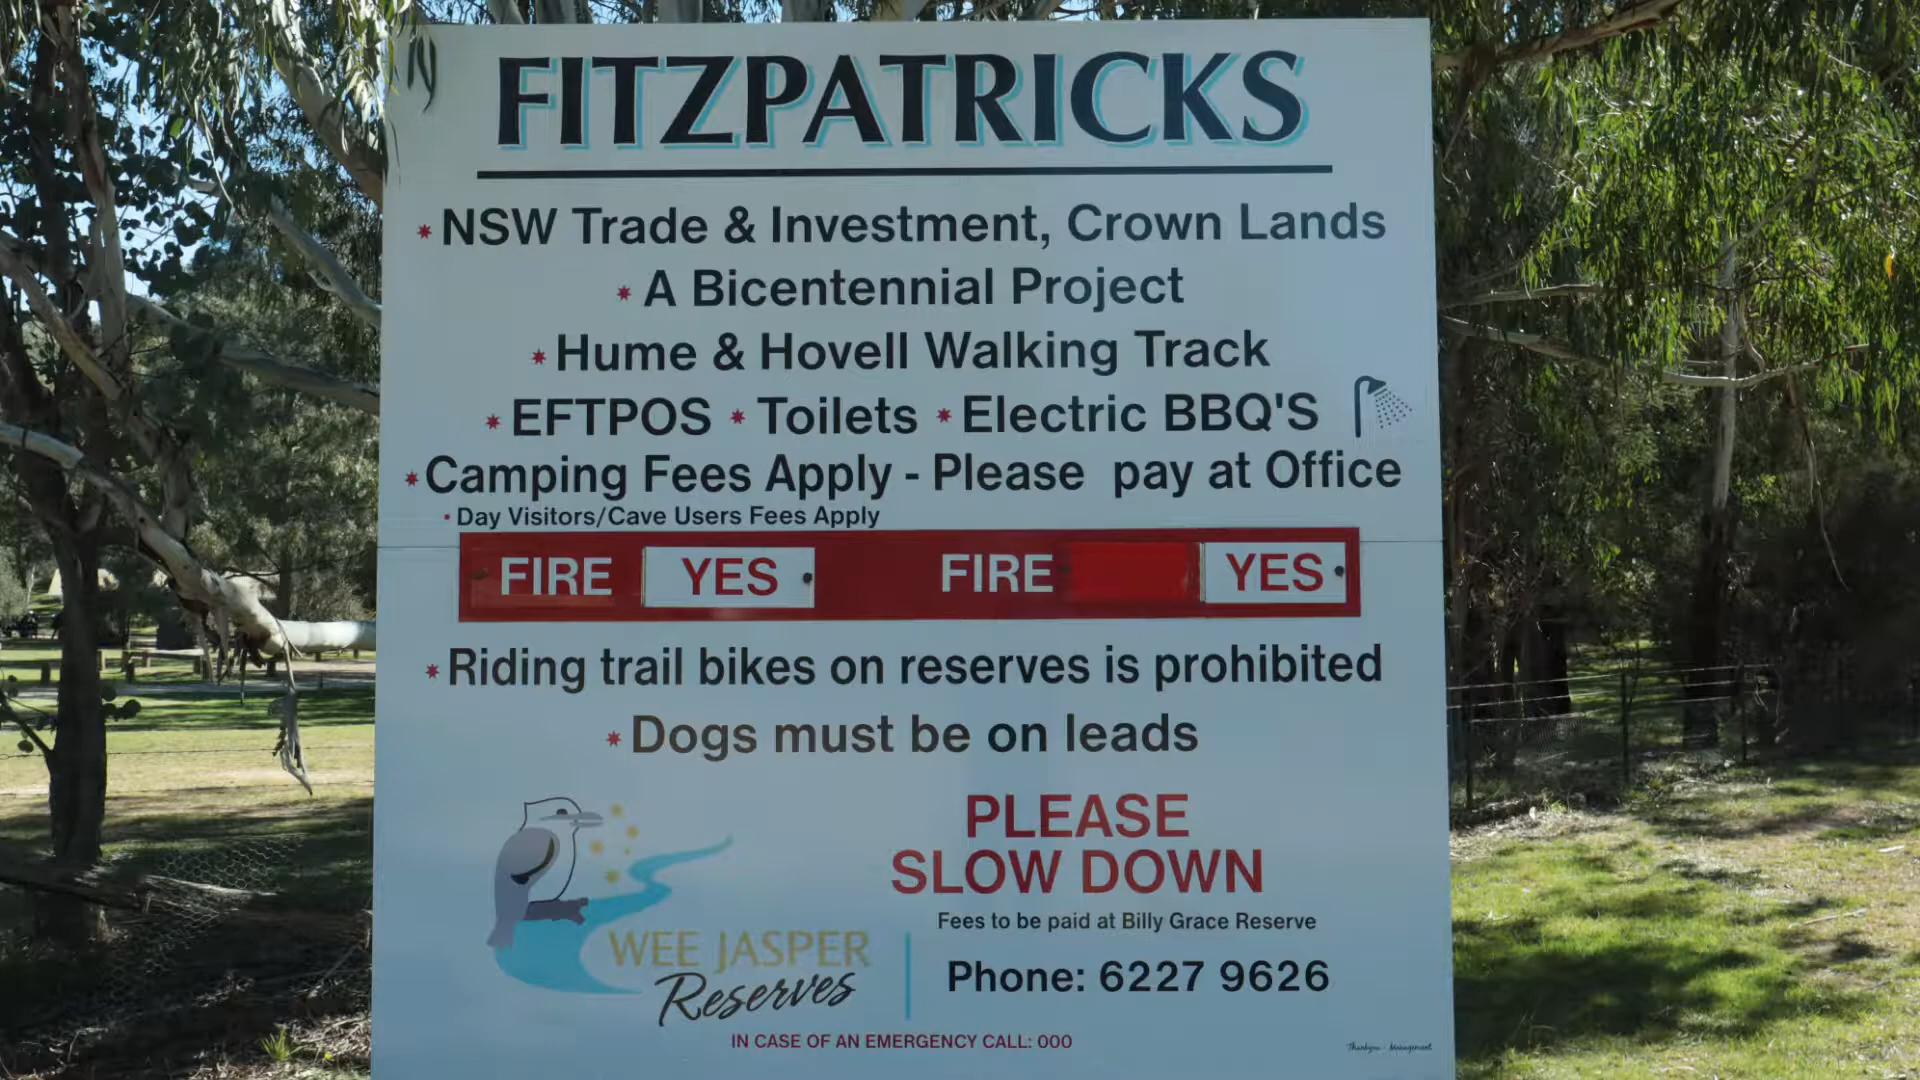 FITZPATRICKS
* NSW Trade & Investment, Crown Lands
* A Bicentennial Project
* Hume & Hovell Walking Track
* EFTPOS * Toilets * Electric BBQ'S
* Camping Fees Apply - Please pay at Office
• Day Visitors/Cave Users Fees Apply
FIRE YES FIRE YES
* Riding trail bikes on reserves is prohibited
* Dogs must be on leads
PLEASE
SLOW DOWN
Fees to be paid at Billy Grace Reserve
Phone: 6227 9626
WEE JASPER
Reserves
IN CASE OF AN EMERGENCY CALL: 000
Thankyou - Management